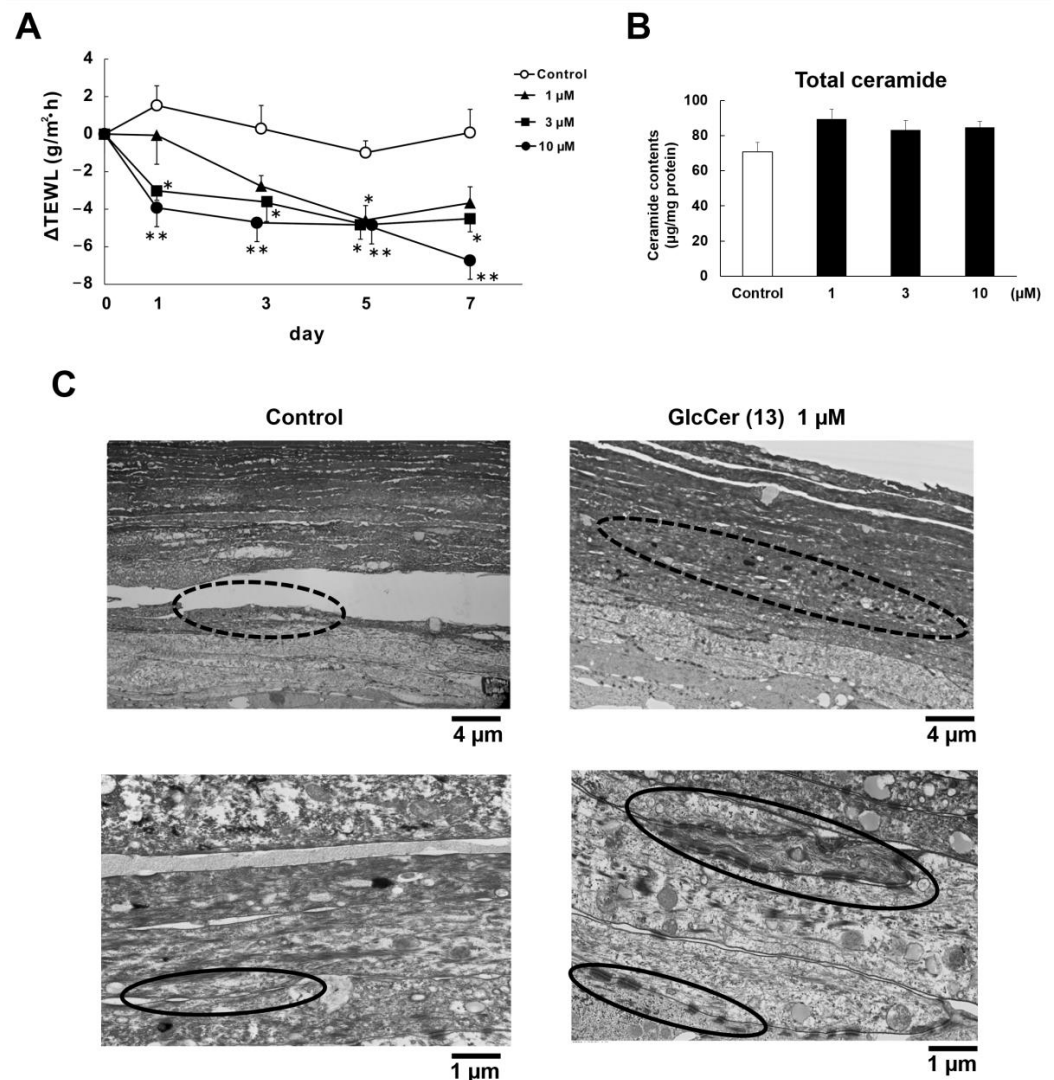 A
ΔTEWL (g/m²•h)
4
2
0
−2
−4
−6
−8
0 1 3 5 7
day
Control
1 μM
3 μM
10 μM
*
**
**
*
*
*
**
*
**
B
Total ceramide
Ceramide contents
(μg/mg protein)
100
80
60
40
20
0
Control 1 3 10 (μM)
C
Control
GlcCer (13) 1 μM
4 μm
4 μm
1 μm
1 μm